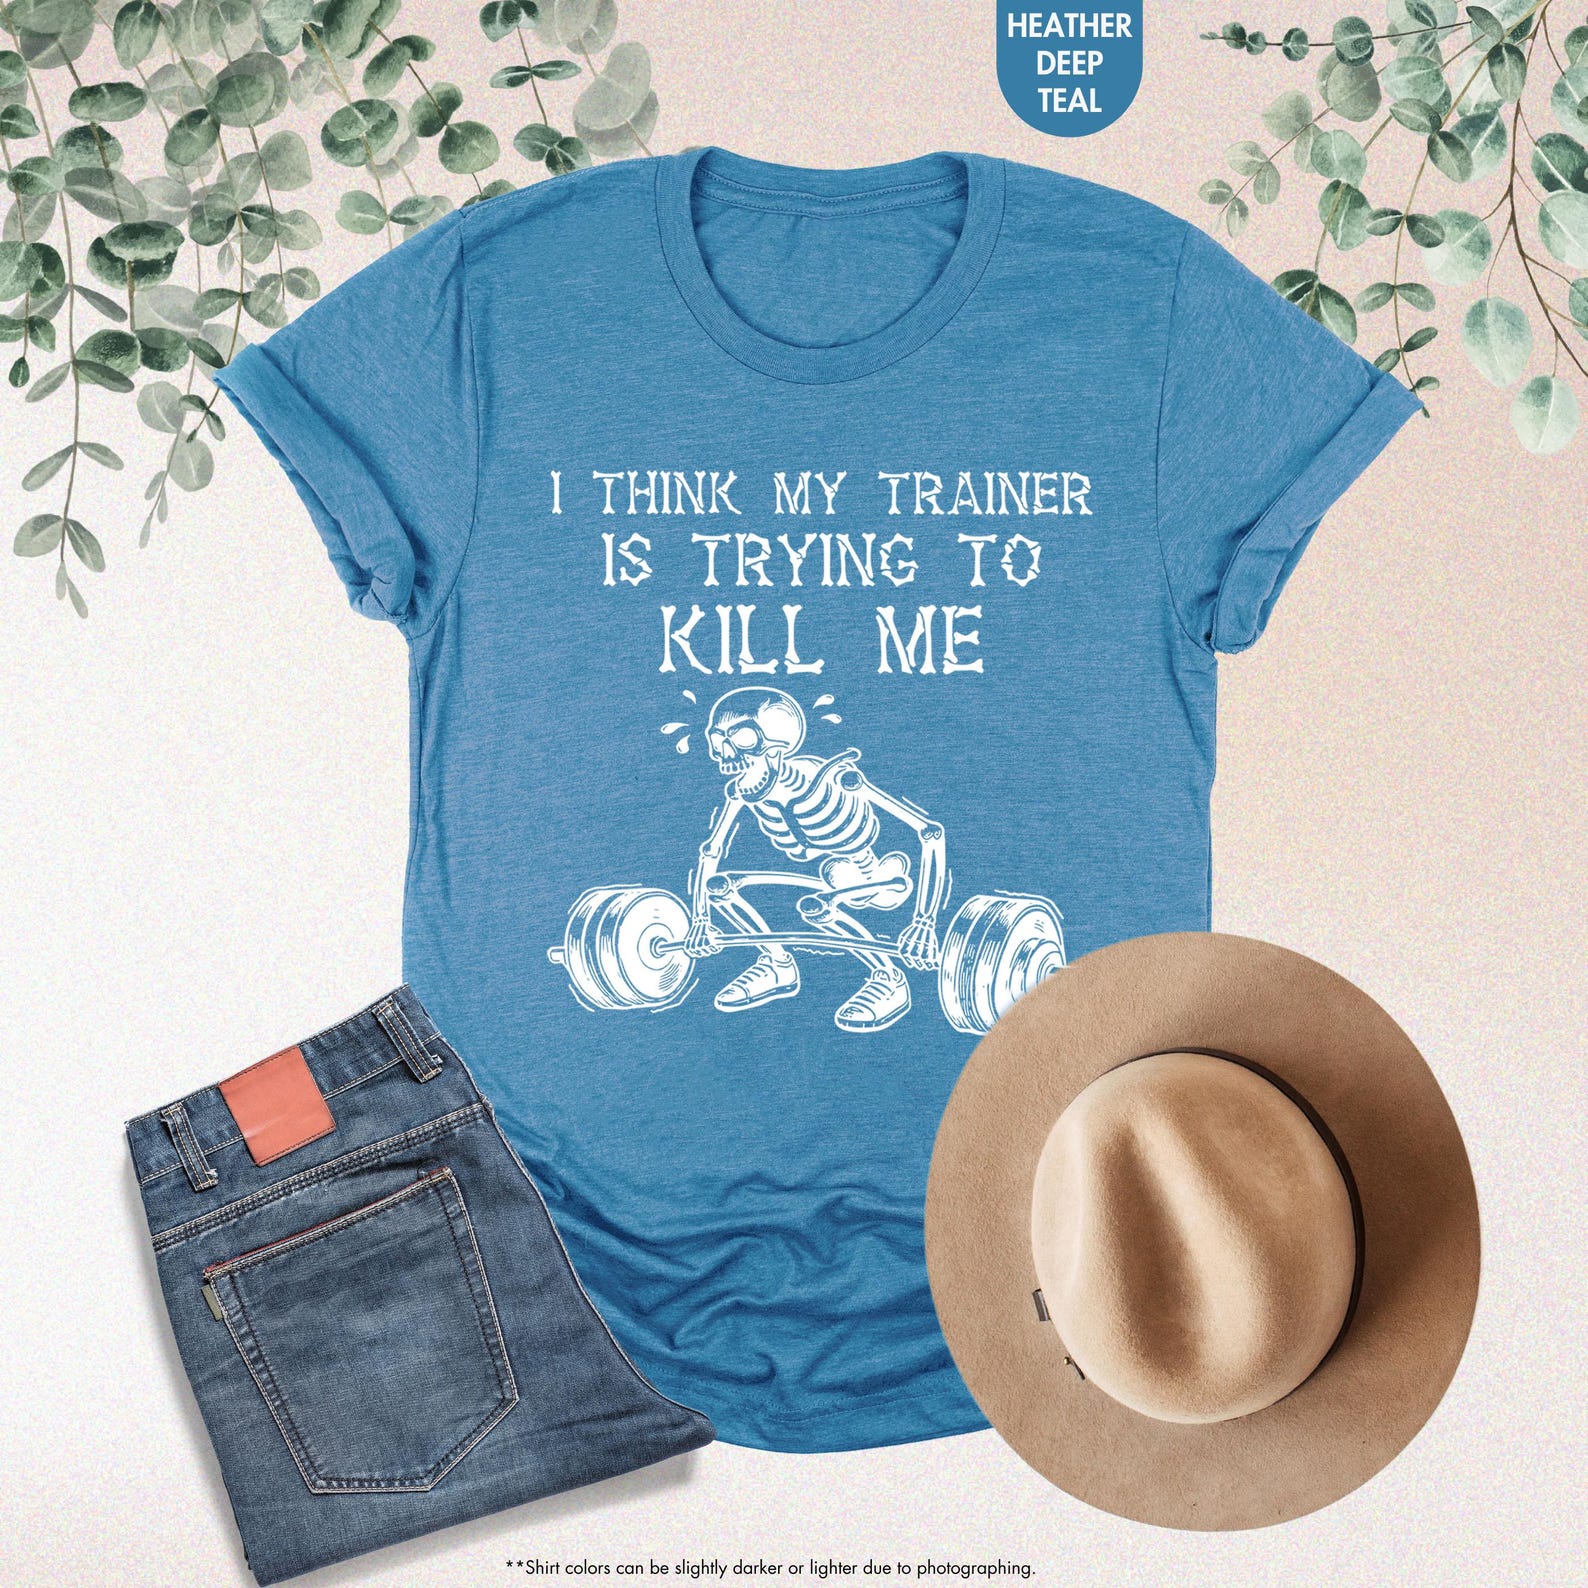 HEATHER
DEEP
TEAL
I THINK MY TRAINER
IS TRYING TO
KILL ME
**Shirt colors can be slightly darker or lighter due to photographing.